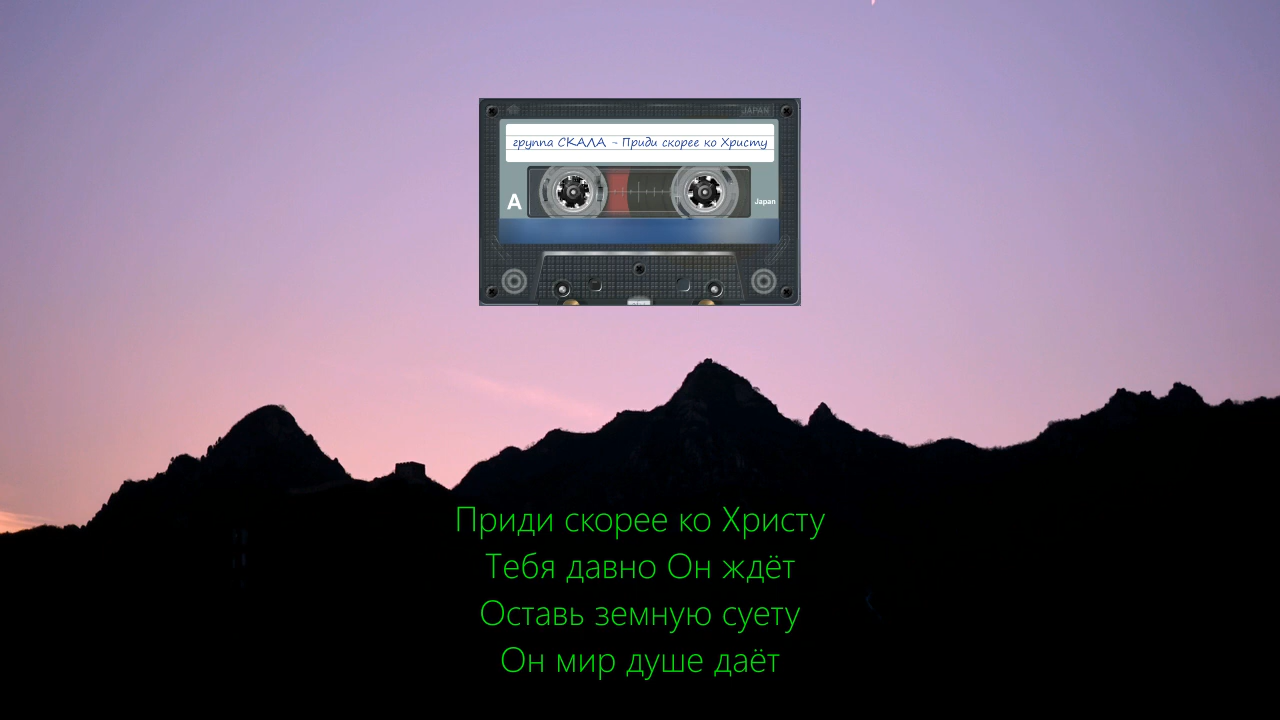 JAPAN
группа СКАЛА - Приди скорее ко Христу
A
Japan
Приди скорее ко Христу
Тебя давно Он ждёт
Оставь земную суету
Он мир душе даёт